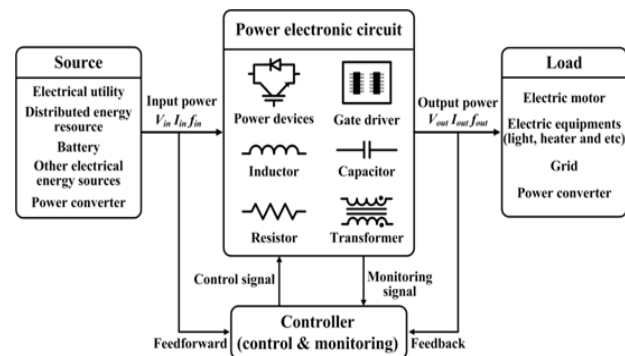 Power electronic circuit
Source
Electrical utility
Distributed energy
resource
Battery
Other electrical
energy sources
Power converter
Input power
Vin Iin fin
Power devices
Gate driver
Inductor
Capacitor
Resistor
Transformer
Output power
Vout Iout fout
Load
Electric motor
Electric equipments
(light, heater and etc)
Grid
Power converter
Control signal
Monitoring
signal
Feedforward
Controller
(control & monitoring)
Feedback